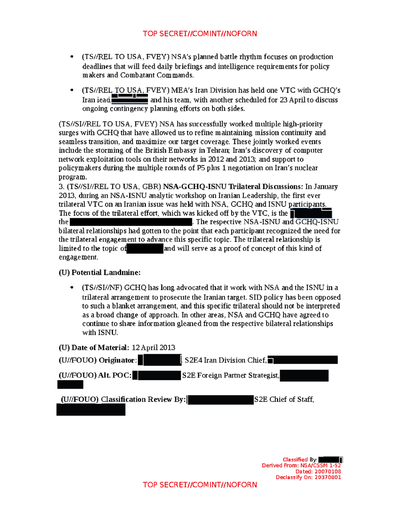 TOP SECRET//COMINT//NOFORN
• (TS//REL TO USA, FVEY) NSA's planned battle rhythm focuses on production
deadlines that will feed daily briefings and intelligence requirements for policy
makers and Combatant Commands.
• (TS//REL TO USA, FVEY) MEA's Iran Division has held one VTC with GCHQ's
Iran lead, and his team, with another scheduled for 23 April to discuss
ongoing contingency planning efforts on both sides.
(TS//SI//REL TO USA, FVEY) NSA has successfully worked multiple high-priority
surges with GCHQ that have allowed us to refine maintaining mission continuity and
seamless transition, and maximize our target coverage. These jointly worked events
include the storming of the British Embassy in Tehran; Iran's discovery of computer
network exploitation tools on their networks in 2012 and 2013; and support to
policymakers during the multiple rounds of P5 plus 1 negotiation on Iran's nuclear
program.
3. (TS//SI//REL TO USA, GBR) NSA-GCHQ-ISNU Trilateral Discussions: In January
2013, during an NSA-ISNU analytic workshop on Iranian Leadership, the first ever
trilateral VTC on an Iranian issue was held with NSA, GCHQ and ISNU participants.
The focus of the trilateral effort, which was kicked off by the VTC, is the
the. The respective NSA-ISNU and GCHQ-ISNU
bilateral relationships had gotten to the point that each participant recognized the need for
the trilateral engagement to advance this specific topic. The trilateral relationship is
limited to the topic of and will serve as a proof of concept of this kind of
engagement.
(U) Potential Landmine:
• (TS//SI//NF) GCHQ has long advocated that it work with NSA and the ISNU in a
trilateral arrangement to prosecute the Iranian target. SID policy has been opposed
to such a blanket arrangement, and this specific trilateral should not be interpreted
as a broad change of approach. In other areas, NSA and GCHQ have agreed to
continue to share information gleaned from the respective bilateral relationships
with ISNU.
(U) Date of Material: 12 April 2013
(U//FOUO) Originator: , S2E4 Iran Division Chief,
(U//FOUO) Alt. POC: S2E Foreign Partner Strategist,
(U//FOUO) Classification Review By: S2E Chief of Staff,
Classified By:
Derived From: NSA/CSSM 1-52
Dated: 20070108
Declassify On: 20370801
TOP SECRET//COMINT//NOFORN